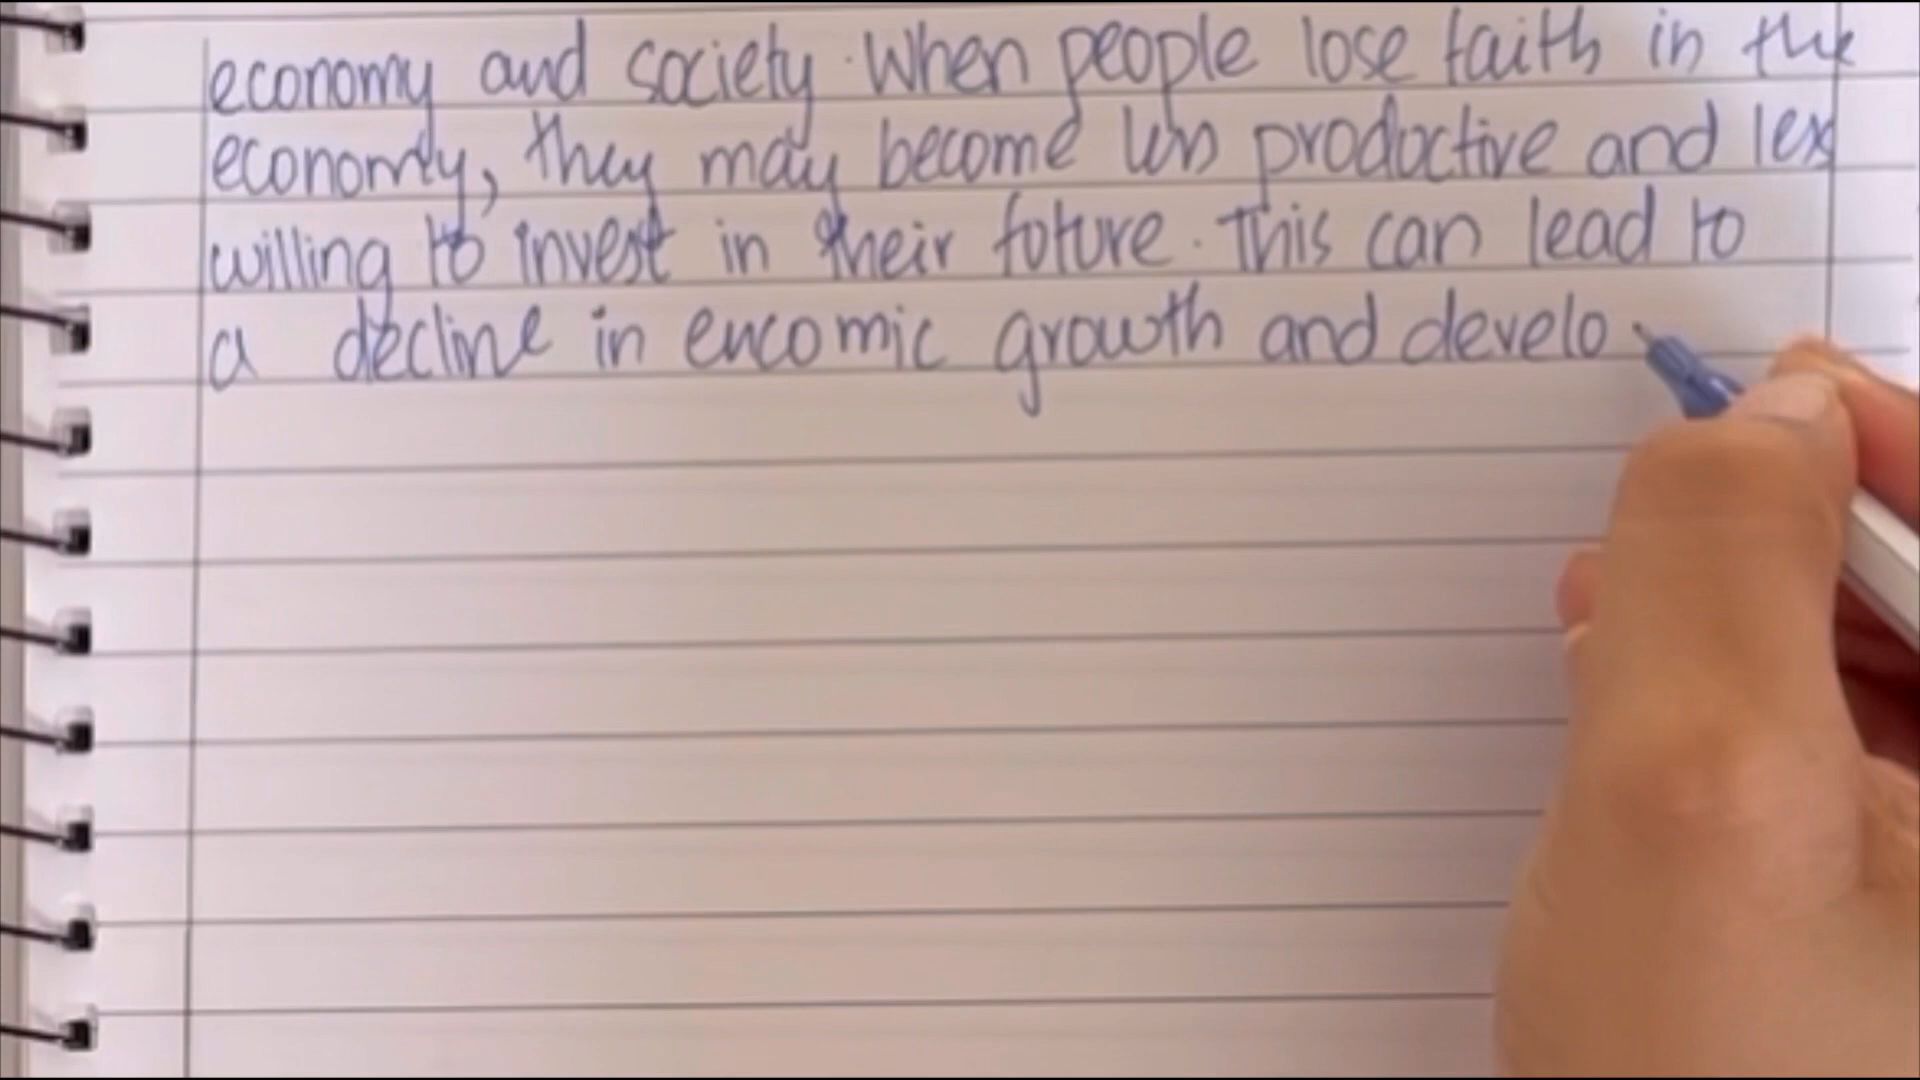 economy and society. When people lose faith in the
economy, they may become less productive and less
willing to invest in their future. This can lead to
a decline in encomic growth and develo